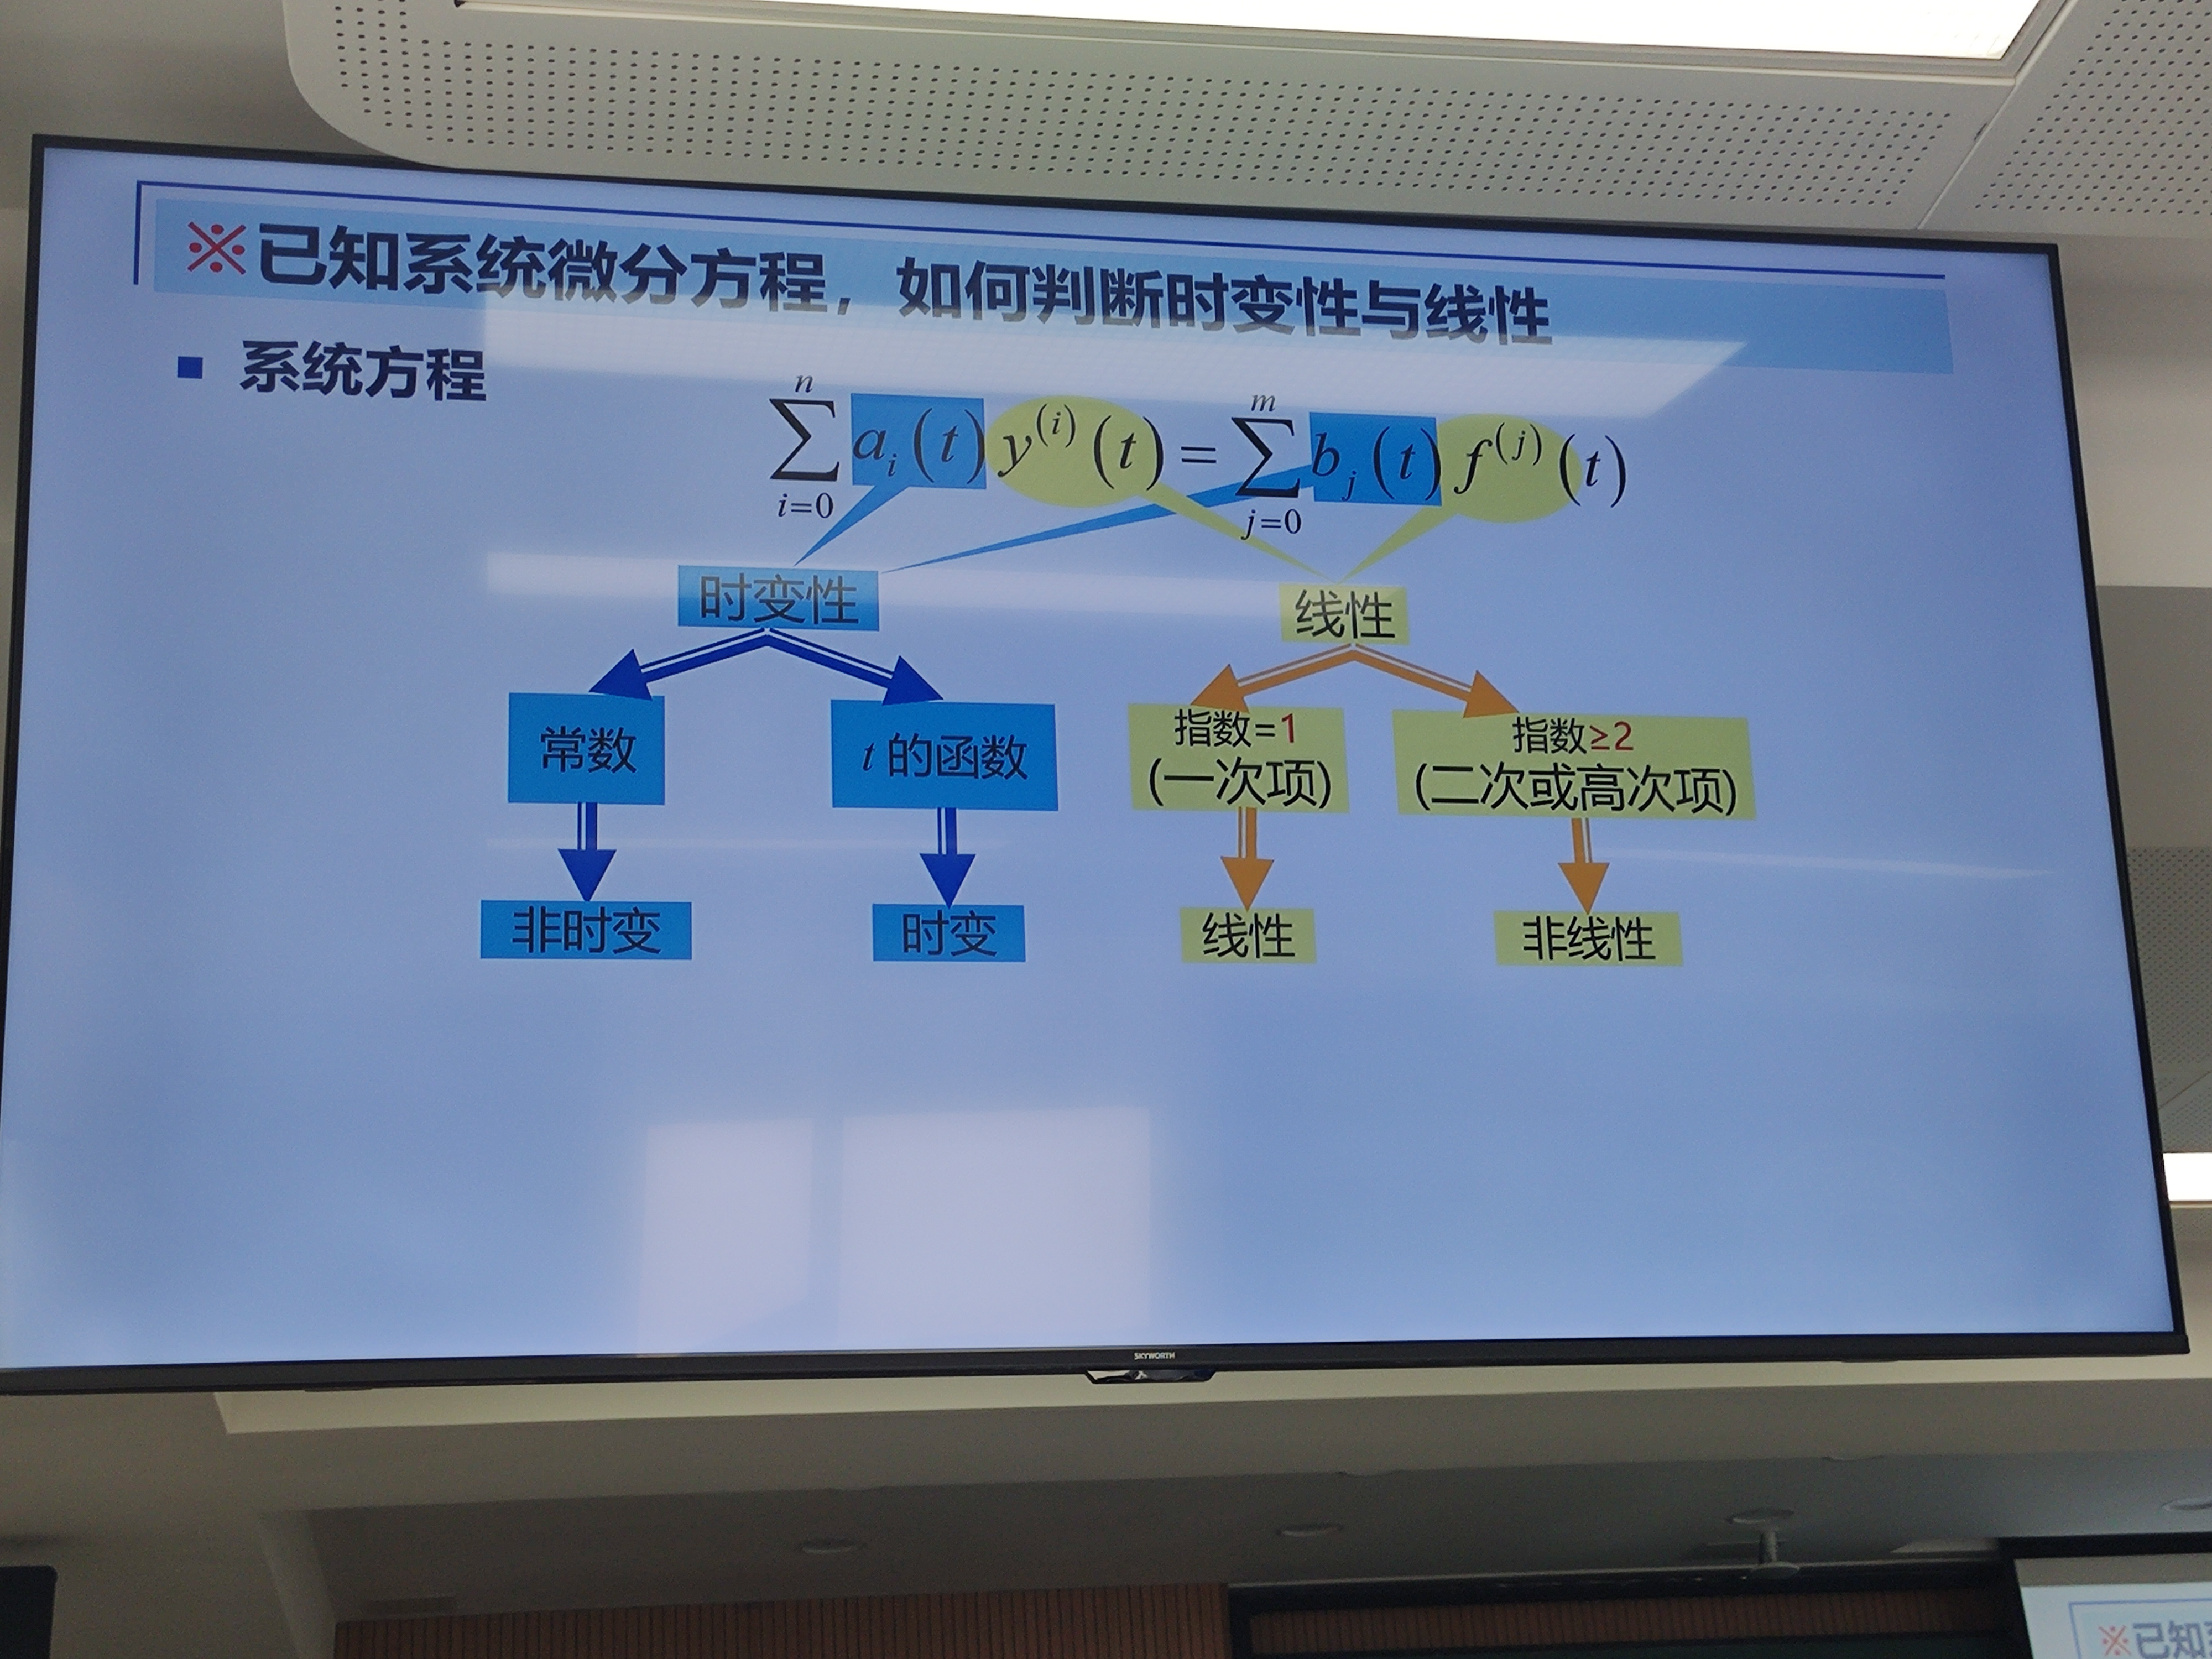 ※已知系统微分方程，如何判断时变性与线性
■ 系统方程
\sum_{i=0}^{n} a_i(t) y^{(i)}(t) = \sum_{j=0}^{m} b_j(t) f^{(j)}(t)
时变性
线性
常数
t 的函数
指数=1
(一次项)
指数≥2
(二次或高次项)
非时变
时变
线性
非线性
SKYWORTH
※已知